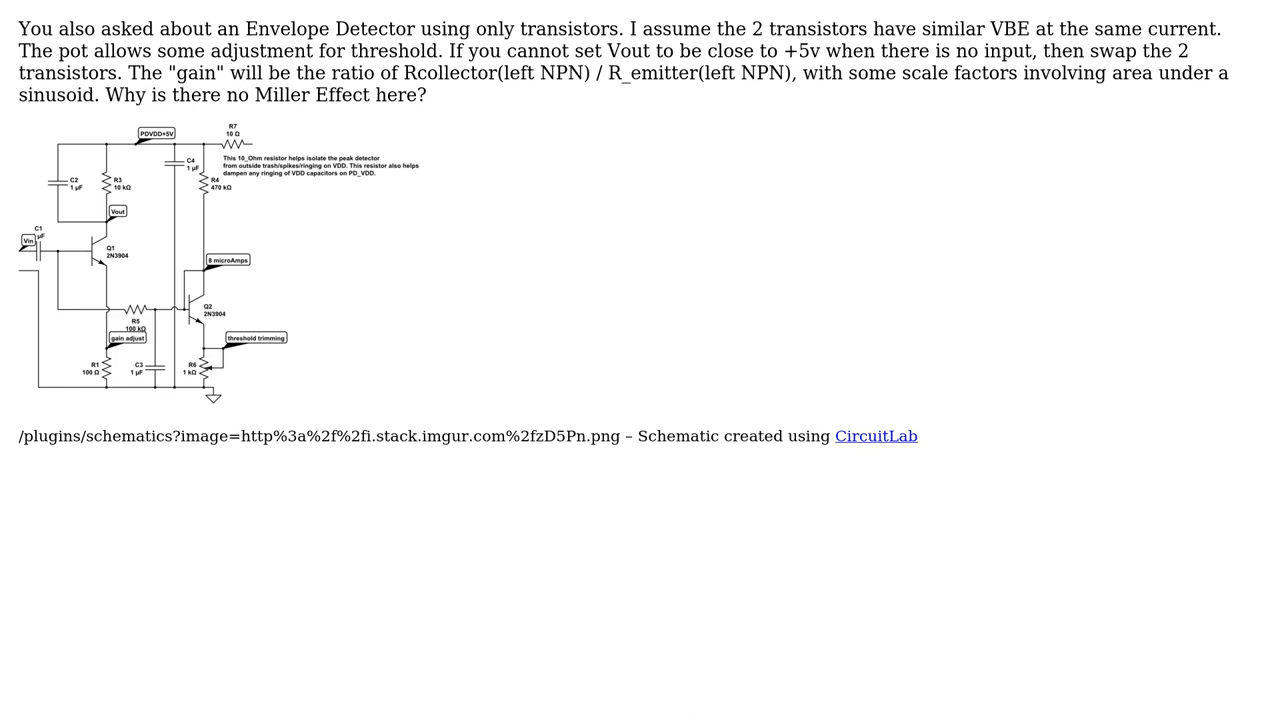 You also asked about an Envelope Detector using only transistors. I assume the 2 transistors have similar VBE at the same current.
The pot allows some adjustment for threshold. If you cannot set Vout to be close to +5v when there is no input, then swap the 2
transistors. The "gain" will be the ratio of Rcollector(left NPN) / R_emitter(left NPN), with some scale factors involving area under a
sinusoid. Why is there no Miller Effect here?
R7
10 Ω
PDVDD+5V
This 10_Ohm resistor helps isolate the peak detector
from outside trash/spikes/ringing on VDD. This resistor also helps
dampen any ringing of VDD capacitors on PD_VDD.
C4
1 µF
C2
1 µF
R3
10 kΩ
R4
470 kΩ
Vout
C1
µF
Vin
Q1
2N3904
8 microAmps
Q2
2N3904
R5
100 kΩ
gain adjust
threshold trimming
R1
100 Ω
C3
1 µF
R6
1 kΩ
/plugins/schematics?image=http%3a%2f%2fi.stack.imgur.com%2fzD5Pn.png – Schematic created using CircuitLab